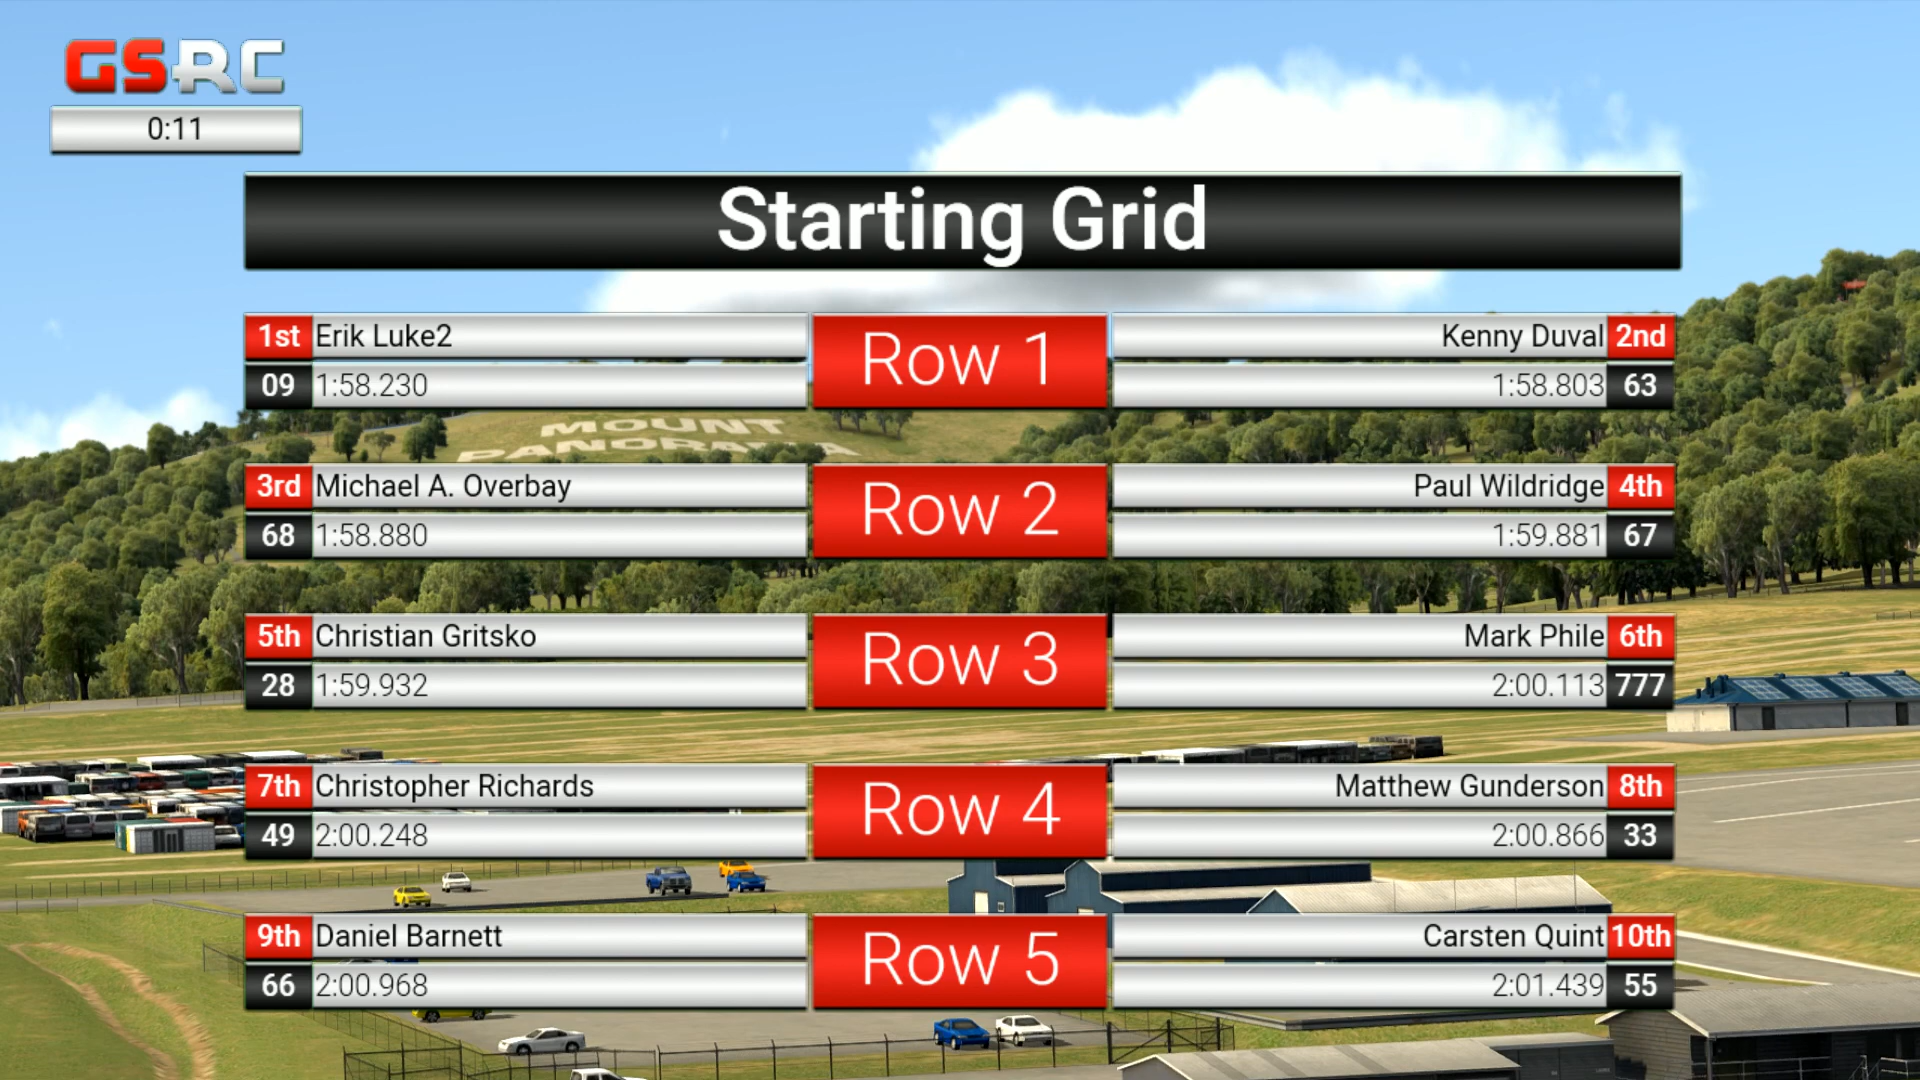 GSRC
0:11
Starting Grid
1st Erik Luke2 Row 1 Kenny Duval 2nd
09 1:58.230 1:58.803 63
MOUNT
PANORAMA
3rd Michael A. Overbay Row 2 Paul Wildridge 4th
68 1:58.880 1:59.881 67
5th Christian Gritsko Row 3 Mark Phile 6th
28 1:59.932 2:00.113 777
7th Christopher Richards Row 4 Matthew Gunderson 8th
49 2:00.248 2:00.866 33
9th Daniel Barnett Row 5 Carsten Quint 10th
66 2:00.968 2:01.439 55